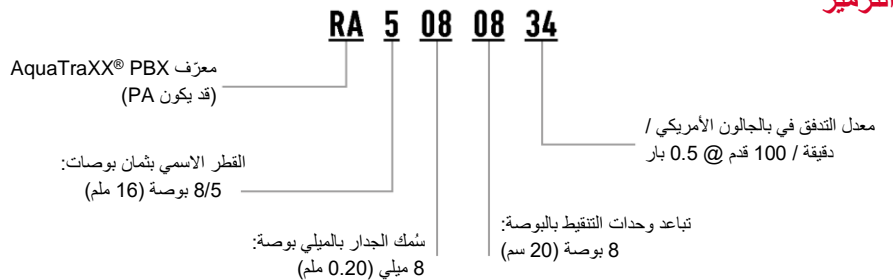 الترميز
RA 5 08 08 34
معرّف AquaTraXX® PBX
(قد يكون PA)
معدل التدفق في بالجالون الأمريكي /
دقيقة / 100 قدم @ 0.5 بار
القطر الاسمي بثمان بوصات:
8/5 بوصة (16 ملم)
تباعد وحدات التنقيط بالبوصة:
8 بوصة (20 سم)
سُمك الجدار بالميلي بوصة:
8 ميلي (0.20 ملم)